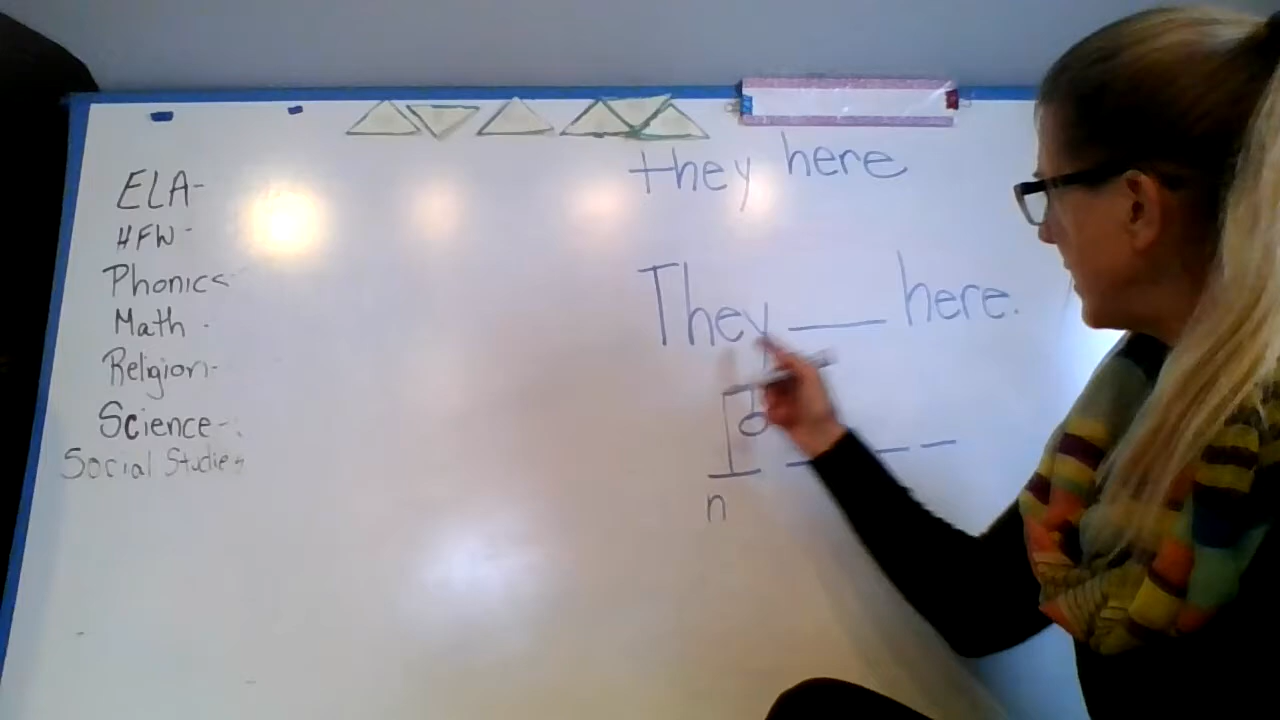 ELA-
HFW-
Phonics-
Math -
Religion-
Science-
Social Studies
they here
They ___ here.
n